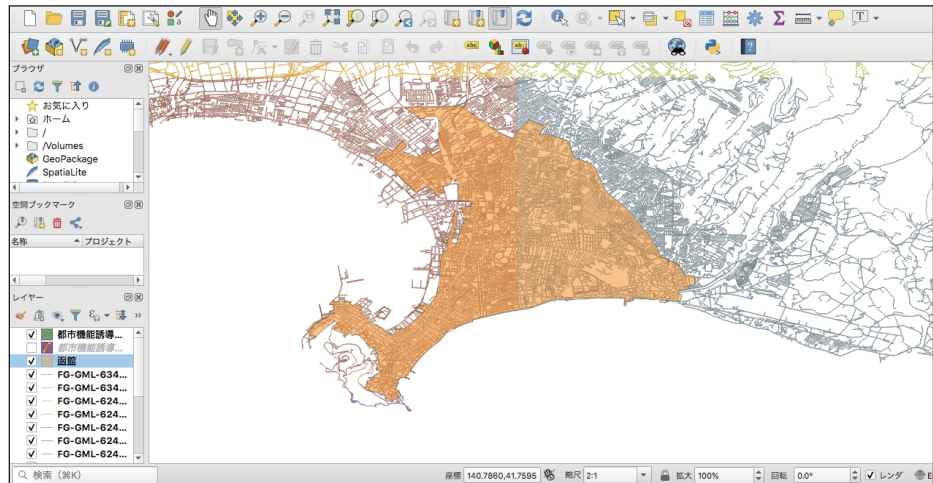 abc
abc
ブラウザ
お気に入り
ホーム
/
/Volumes
GeoPackage
SpatiaLite
空間ブックマーク
名称 プロジェクト
レイヤー
都市機能誘導...
都市機能誘導...
函館
FG-GML-634...
FG-GML-634...
FG-GML-624...
FG-GML-624...
FG-GML-624...
FG-GML-624...
FG-GML-624...
検索 (⌘K)
座標 140.7860,41.7595 縮尺 2:1 拡大 100% 回転 0.0° レンダ